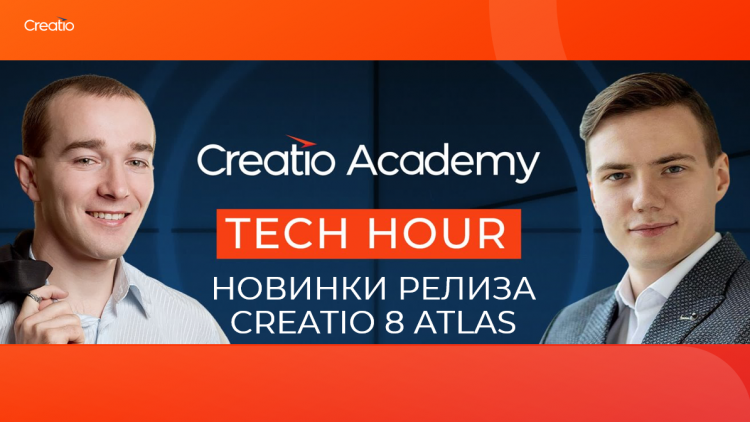 Creatio
Creatio Academy
TECH HOUR
НОВИНКИ РЕЛИЗА
CREATIO 8 ATLAS